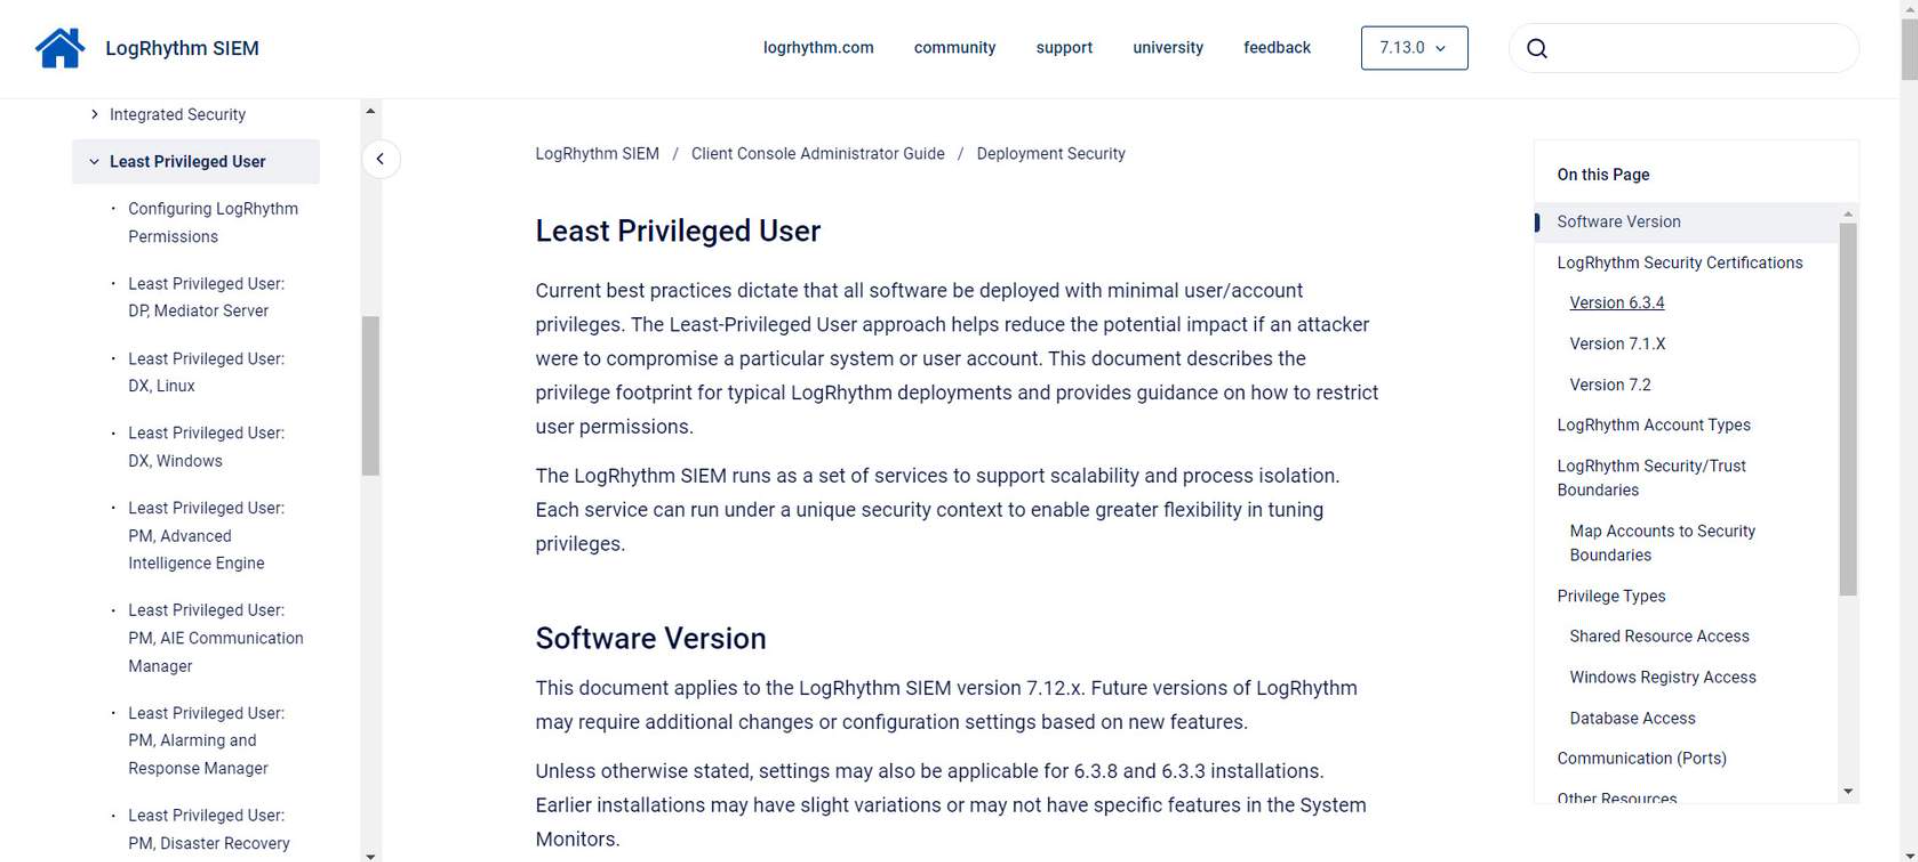 LogRhythm SIEM
logrhythm.com
community
support
university
feedback
7.13.0
Integrated Security
Least Privileged User
Configuring LogRhythm
Permissions
Least Privileged User:
DP, Mediator Server
Least Privileged User:
DX, Linux
Least Privileged User:
DX, Windows
Least Privileged User:
PM, Advanced
Intelligence Engine
Least Privileged User:
PM, AIE Communication
Manager
Least Privileged User:
PM, Alarming and
Response Manager
Least Privileged User:
PM, Disaster Recovery
LogRhythm SIEM / Client Console Administrator Guide / Deployment Security
Least Privileged User
Current best practices dictate that all software be deployed with minimal user/account
privileges. The Least-Privileged User approach helps reduce the potential impact if an attacker
were to compromise a particular system or user account. This document describes the
privilege footprint for typical LogRhythm deployments and provides guidance on how to restrict
user permissions.
The LogRhythm SIEM runs as a set of services to support scalability and process isolation.
Each service can run under a unique security context to enable greater flexibility in tuning
privileges.
Software Version
This document applies to the LogRhythm SIEM version 7.12.x. Future versions of LogRhythm
may require additional changes or configuration settings based on new features.
Unless otherwise stated, settings may also be applicable for 6.3.8 and 6.3.3 installations.
Earlier installations may have slight variations or may not have specific features in the System
Monitors.
On this Page
Software Version
LogRhythm Security Certifications
Version 6.3.4
Version 7.1.X
Version 7.2
LogRhythm Account Types
LogRhythm Security/Trust
Boundaries
Map Accounts to Security
Boundaries
Privilege Types
Shared Resource Access
Windows Registry Access
Database Access
Communication (Ports)
Other Resources